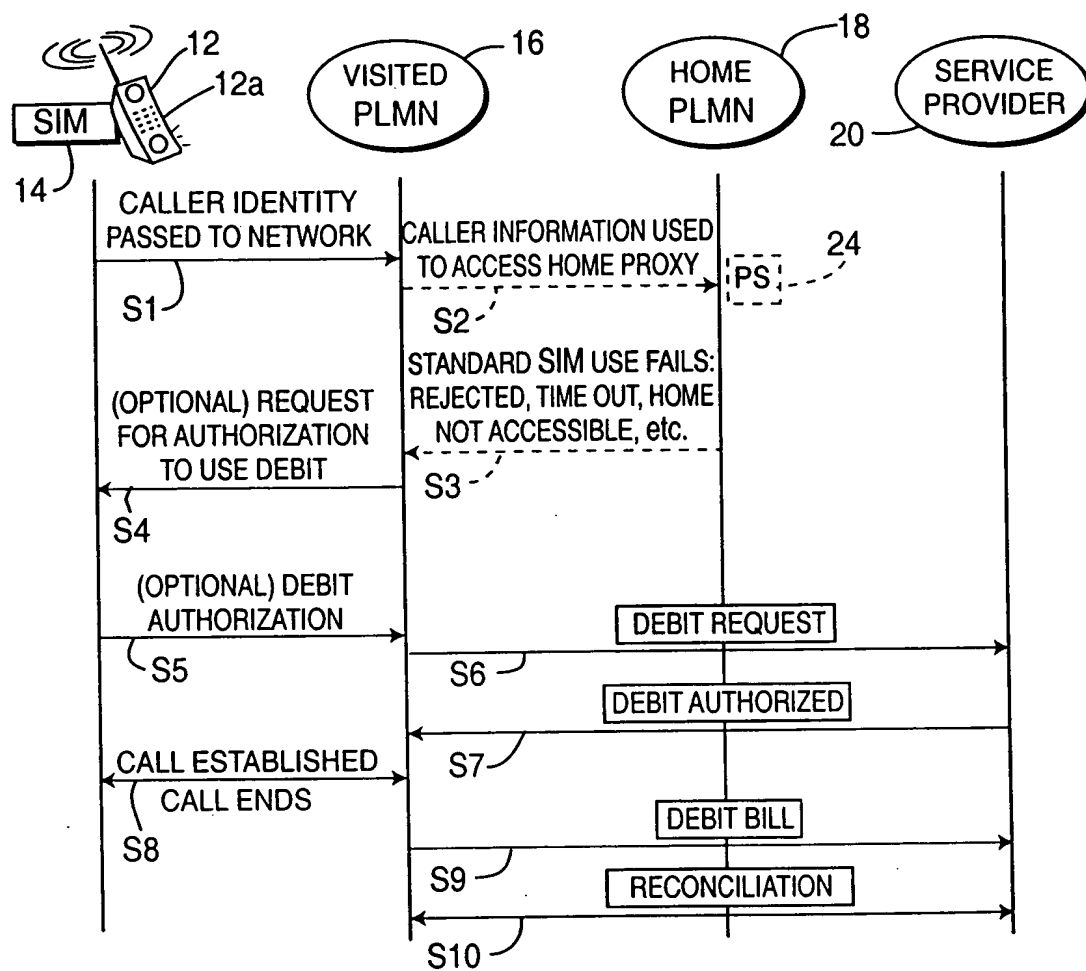 12
12a
SIM
14
VISITED
PLMN
16
HOME
PLMN
18
SERVICE
PROVIDER
20
CALLER IDENTITY
PASSED TO NETWORK
S1
CALLER INFORMATION USED
TO ACCESS HOME PROXY
S2
PS
24
STANDARD SIM USE FAILS:
REJECTED, TIME OUT, HOME
NOT ACCESSIBLE, etc.
S3
(OPTIONAL) REQUEST
FOR AUTHORIZATION
TO USE DEBIT
S4
(OPTIONAL) DEBIT
AUTHORIZATION
S5
DEBIT REQUEST
S6
DEBIT AUTHORIZED
S7
CALL ESTABLISHED
CALL ENDS
S8
DEBIT BILL
S9
RECONCILIATION
S10